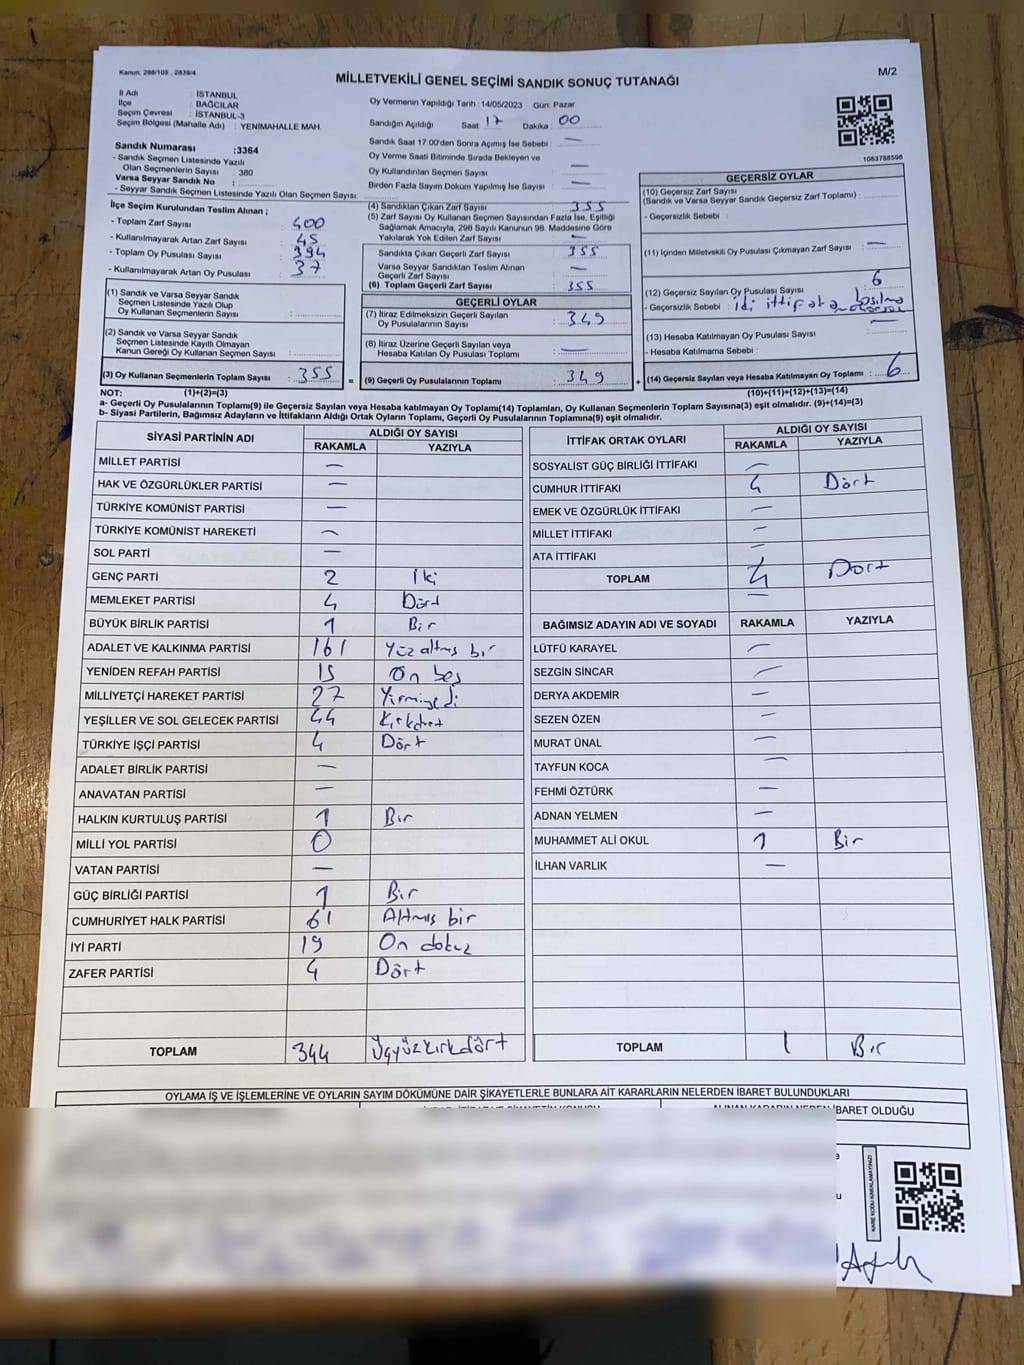 Kanun: 298/105 , 2839/4
MİLLETVEKİLİ GENEL SEÇİMİ SANDIK SONUÇ TUTANAĞI
M/2
İl Adı : İSTANBUL
İlçe : BAĞCILAR
Seçim Çevresi : İSTANBUL-3
Seçim Bölgesi (Mahalle Adı) : YENİMAHALLE MAH.
Oy Vermenin Yapıldığı Tarih :14/05/2023 Gün: Pazar
Sandığın Açıldığı Saat: 17 Dakika : 00
Sandık Saat 17:00'den Sonra Açımış İse Sebebi : —
Oy Verme Saati Bitiminde Sırada Bekleyen ve
Oy Kullandırılan Seçmen Sayısı : —
Birden Fazla Sayım Döküm Yapılmış İse Sayısı : —
1083788598
Sandık Numarası :3364
- Sandık Seçmen Listesinde Yazılı
Olan Seçmenlerin Sayısı : 380
Varsa Seyyar Sandık No :
- Seyyar Sandık Seçmen Listesinde Yazılı Olan Seçmen Sayısı:
İlçe Seçim Kurulundan Teslim Alınan ;
- Toplam Zarf Sayısı : 400
- Kullanılmayarak Artan Zarf Sayısı : 45
- Toplam Oy Pusulası Sayısı : 394
- Kullanılmayarak Artan Oy Pusulası : 37
(1) Sandık ve Varsa Seyyar Sandık
Seçmen Listesinde Yazılı Olup
Oy Kullanan Seçmenlerin Sayısı :
(2) Sandık ve Varsa Seyyar Sandık
Seçmen Listesinde Kayıtlı Olmayan
Kanun Gereği Oy Kullanan Seçmen Sayısı :
(3) Oy Kullanan Seçmenlerin Toplam Sayısı : 355
(1)+(2)=(3)
(4) Sandıktan Çıkan Zarf Sayısı : 355
(5) Zarf Sayısı Oy Kullanan Seçmen Sayısından Fazla İse, Eşitliği
Sağlamak Amacıyla, 298 Sayılı Kanunun 98. Maddesine Göre
Yakılarak Yok Edilen Zarf Sayısı : —
Sandıkta Çıkan Geçerli Zarf Sayısı : 355
Varsa Seyyar Sandıktan Teslim Alınan
Geçerli Zarf Sayısı : —
(6) Toplam Geçerli Zarf Sayısı : 355
GEÇERLİ OYLAR
(7) İtiraz Edilmeksizin Geçerli Sayılan
Oy Pusulalarının Sayısı : 349
(8) İtiraz Üzerine Geçerli Sayılan veya
Hesaba Katılan Oy Pusulası Toplamı : —
= (9) Geçerli Oy Pusulalarının Toplamı : 349 +
GEÇERSİZ OYLAR
(10) Geçersiz Zarf Sayısı
(Sandık ve Varsa Seyyar Sandık Geçersiz Zarf Toplamı) :
- Geçersizlik Sebebi :
(11) İçinden Milletvekili Oy Pusulası Çıkmayan Zarf Sayısı : —
(12) Geçersiz Sayılan Oy Pusulası Sayısı : 6
- Geçersizlik Sebebi :
(13) Hesaba Katılmayan Oy Pusulası Sayısı : —
- Hesaba Katılmama Sebebi :
(14) Geçersiz Sayılan veya Hesaba Katılmayan Oy Toplamı : 6
(10)+(11)+(12)+(13)=(14)
NOT:
a- Geçerli Oy Pusulaları Toplamı(9) ile Geçersiz Sayılan veya Hesaba katılmayan Oy Toplamı(14) Toplamları, Oy Kullanan Seçmenlerin Toplam Sayısına(3) eşit olmalıdır. (9)+(14)=(3)
b- Siyasi Partilerin, Bağımsız Adayların ve İttifakların Aldığı Ortak Oyların Toplamı, Geçerli Oy Pusulalarının Toplamına(9) eşit olmalıdır.
SİYASİ PARTİNİN ADI ALDIĞI OY SAYISI
RAKAMLA YAZIYLA
MİLLET PARTİSİ —
HAK VE ÖZGÜRLÜKLER PARTİSİ —
TÜRKİYE KOMÜNİST PARTİSİ —
TÜRKİYE KOMÜNİST HAREKETİ —
SOL PARTİ —
GENÇ PARTİ 2 İki
MEMLEKET PARTİSİ 4 Dört
BÜYÜK BİRLİK PARTİSİ 1 Bir
ADALET VE KALKINMA PARTİSİ 161 Yüz altmış bir
YENİDEN REFAH PARTİSİ 15 On beş
MİLLİYETÇİ HAREKET PARTİSİ 27 Yirmiyedi
YEŞİLLER VE SOL GELECEK PARTİSİ 44 Kırkdört
TÜRKİYE İŞÇİ PARTİSİ 4 Dört
ADALET BİRLİK PARTİSİ —
ANAVATAN PARTİSİ —
HALKIN KURTULUŞ PARTİSİ 1 Bir
MİLLİ YOL PARTİSİ 0
VATAN PARTİSİ —
GÜÇ BİRLİĞİ PARTİSİ 1 Bir
CUMHURİYET HALK PARTİSİ 61 Altmış bir
İYİ PARTİ 19 On dokuz
ZAFER PARTİSİ 4 Dört
TOPLAM 344 Üçyüzkırkdört
İTTİFAK ORTAK OYLARI ALDIĞI OY SAYISI
RAKAMLA YAZIYLA
SOSYALİST GÜÇ BİRLİĞİ İTTİFAKI —
CUMHUR İTTİFAKI 4 Dört
EMEK VE ÖZGÜRLÜK İTTİFAKI —
MİLLET İTTİFAKI —
ATA İTTİFAKI —
TOPLAM 4 Dört
—
BAĞIMSIZ ADAYIN ADI VE SOYADI RAKAMLA YAZIYLA
LÜTFÜ KARAYEL —
SEZGİN SİNCAR —
DERYA AKDEMİR —
SEZEN ÖZEN —
MURAT ÜNAL —
TAYFUN KOCA —
FEHMİ ÖZTÜRK —
ADNAN YELMEN —
MUHAMMET ALİ OKUL 1 Bir
İLHAN VARLIK —
TOPLAM 1 Bir
OYLAMA İŞ VE İŞLEMLERİNE VE OYLARIN SAYIM DÖKÜMÜNE DAİR ŞİKAYETLERLE BUNLARA AİT KARARLARIN NELERDEN İBARET BULUNDUKLARI
İBARET OLDUĞU
KARE KODU KARALAMAYINIZ!